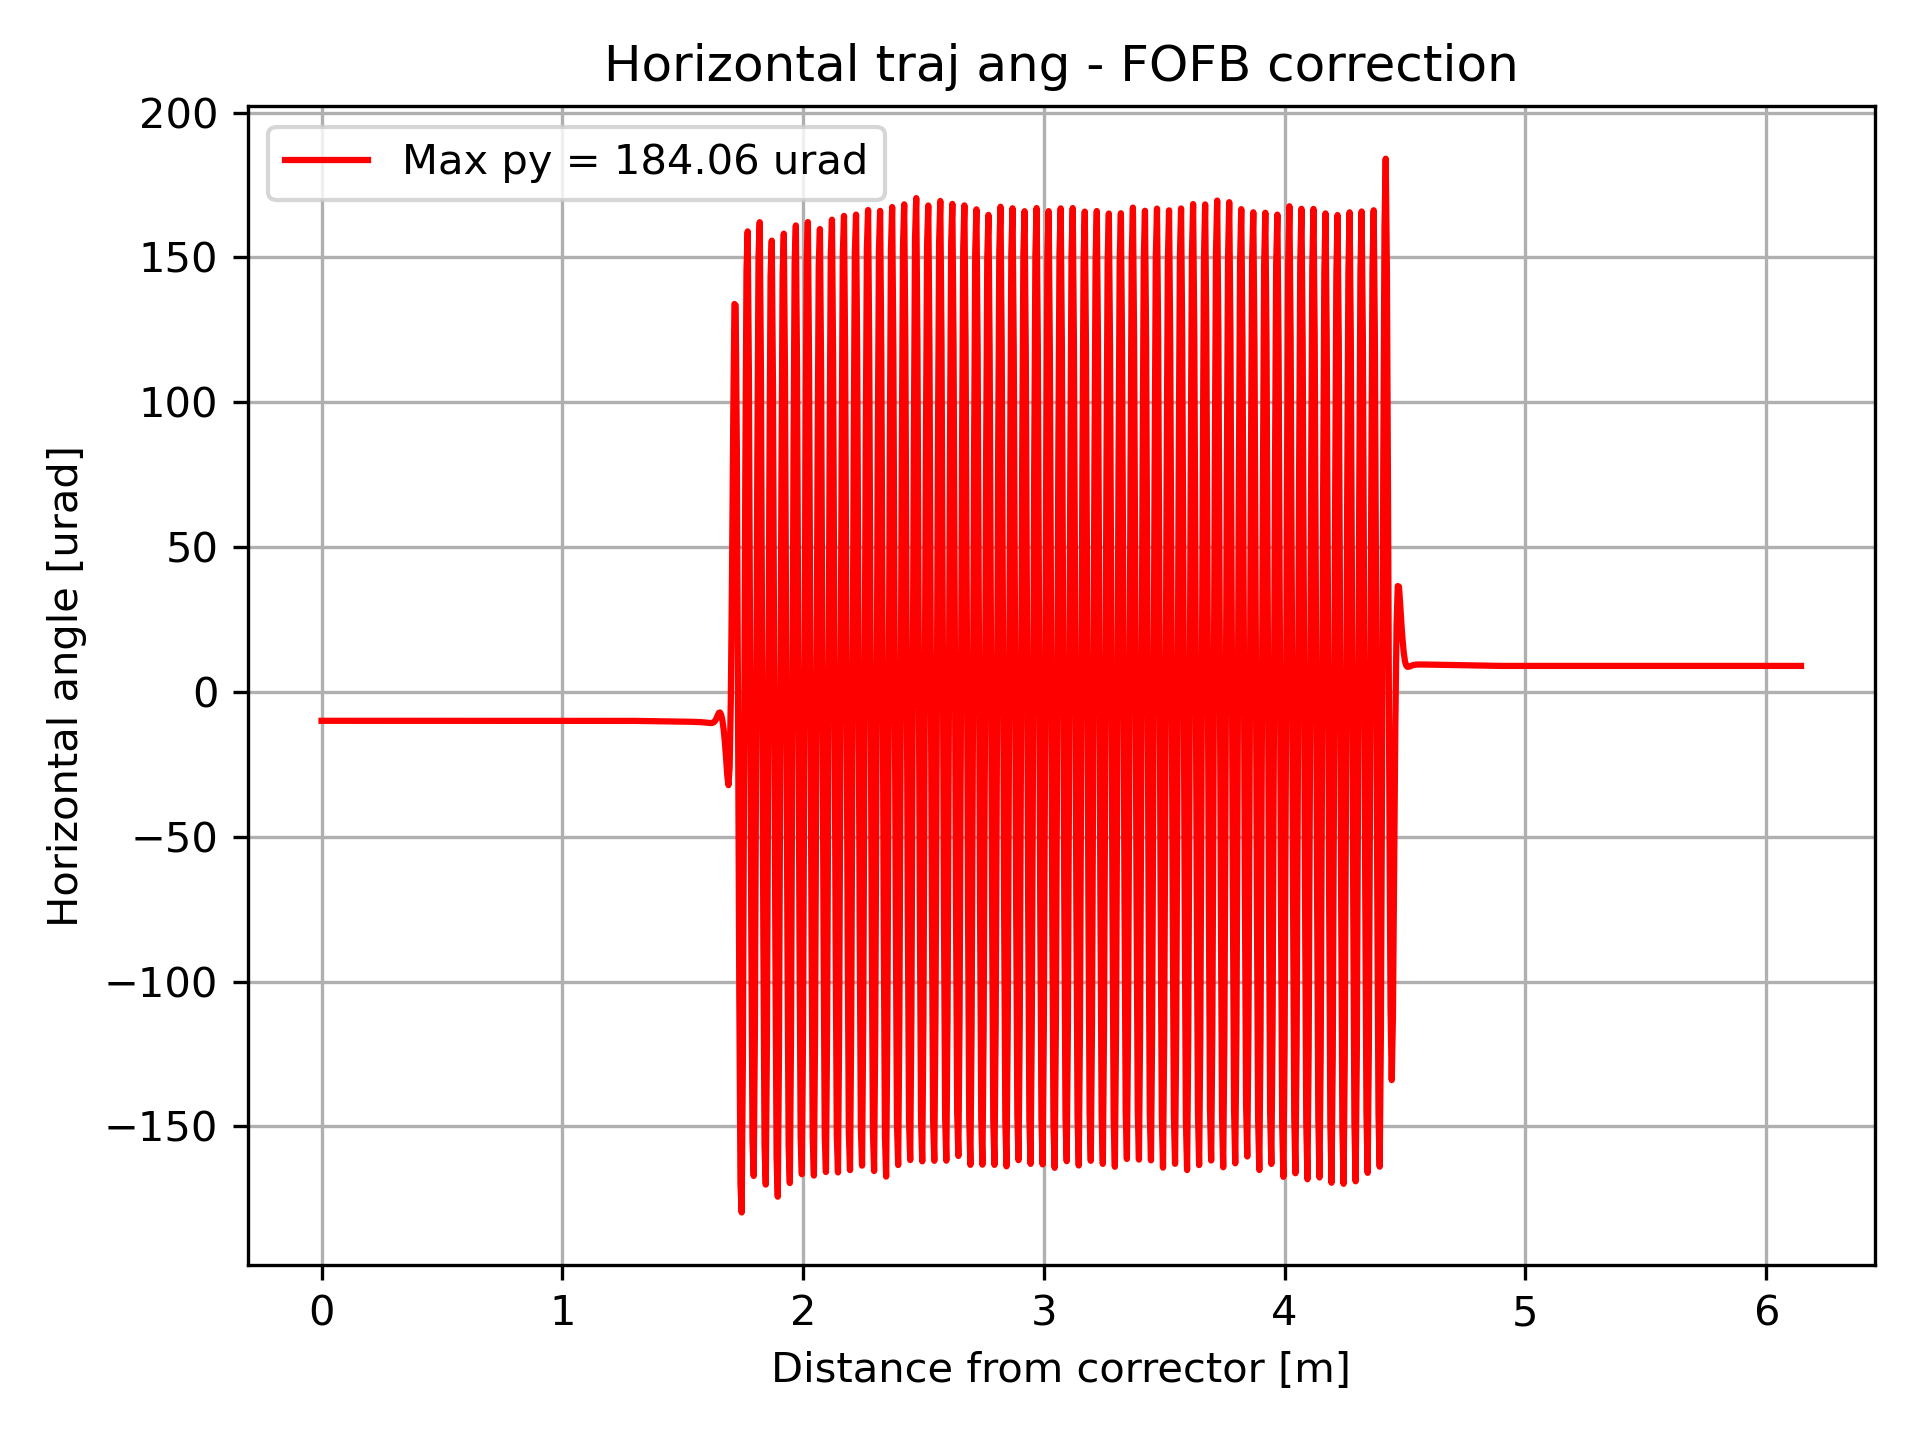 Horizontal traj ang - FOFB correction
Max py = 184.06 urad
Horizontal angle [urad]
200
150
100
50
0
−50
−100
−150
0 1 2 3 4 5 6
Distance from corrector [m]